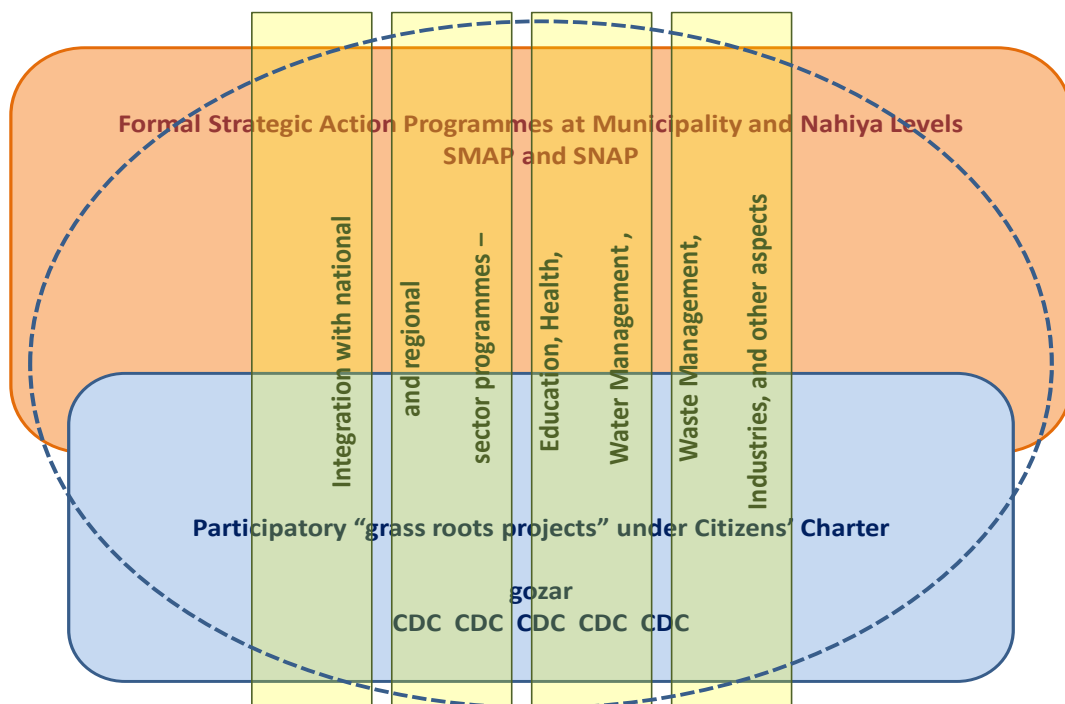 Formal Strategic Action Programmes at Municipality and Nahiya Levels
SMAP and SNAP
Integration with national
and regional
sector programmes –
Education, Health,
Water Management ,
Waste Management,
Industries, and other aspects
Participatory “grass roots projects” under Citizens’ Charter
gozar
CDC CDC CDC CDC CDC